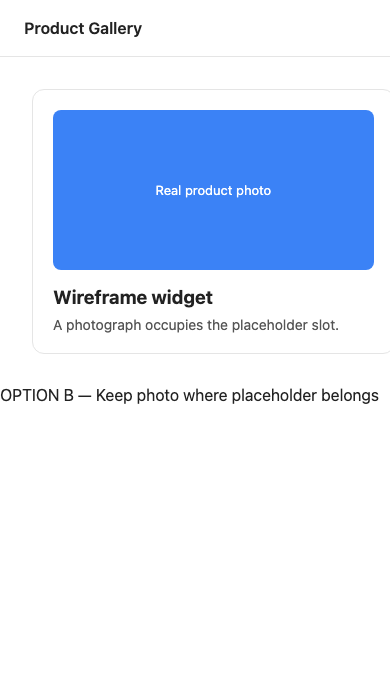 Product Gallery
Real product photo
Wireframe widget
A photograph occupies the placeholder slot.
OPTION B — Keep photo where placeholder belongs